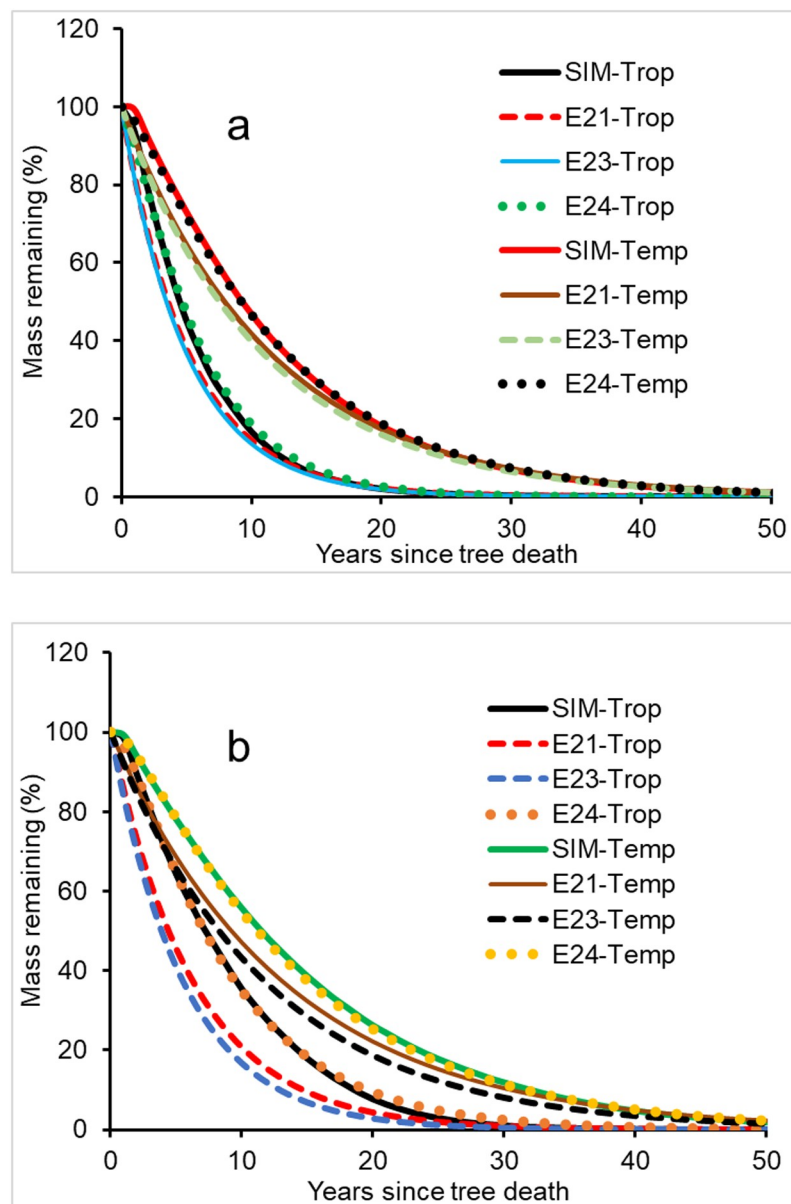 120
100
80
60
40
20
0
Mass remaining (%)
a
SIM-Trop
E21-Trop
E23-Trop
E24-Trop
SIM-Temp
E21-Temp
E23-Temp
E24-Temp
0 10 20 30 40 50
Years since tree death
120
100
80
60
40
20
0
Mass remaining (%)
b
SIM-Trop
E21-Trop
E23-Trop
E24-Trop
SIM-Temp
E21-Temp
E23-Temp
E24-Temp
0 10 20 30 40 50
Years since tree death